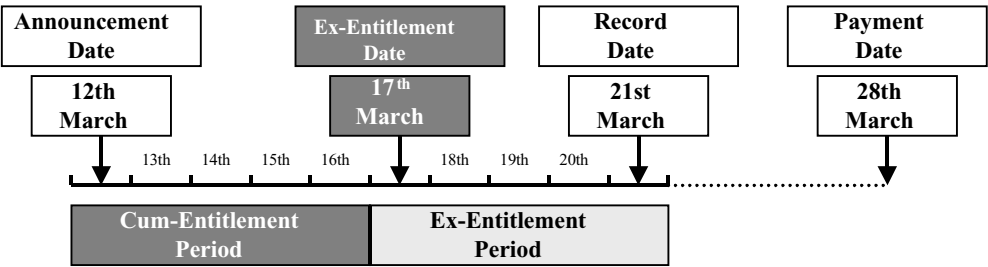 Announcement
Date
Ex-Entitlement
Date
Record
Date
Payment
Date
12th
March
17th
March
21st
March
28th
March
13th 14th 15th 16th 18th 19th 20th
Cum-Entitlement
Period
Ex-Entitlement
Period